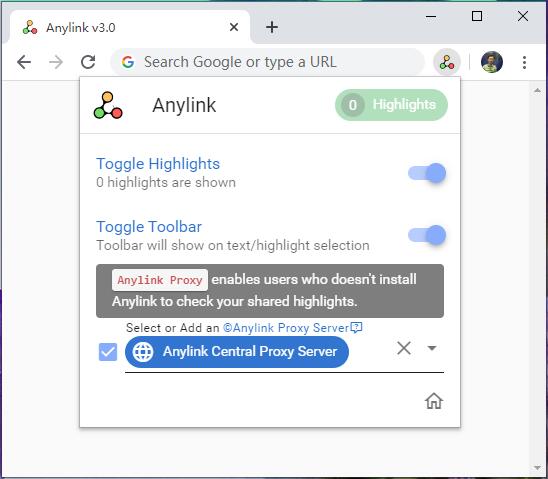 Anylink v3.0
Search Google or type a URL
Anylink
0 Highlights
Toggle Highlights
0 highlights are shown
Toggle Toolbar
Toolbar will show on text/highlight selection
Anylink Proxy enables users who doesn't install
Anylink to check your shared highlights.
Select or Add an ©Anylink Proxy Server
Anylink Central Proxy Server